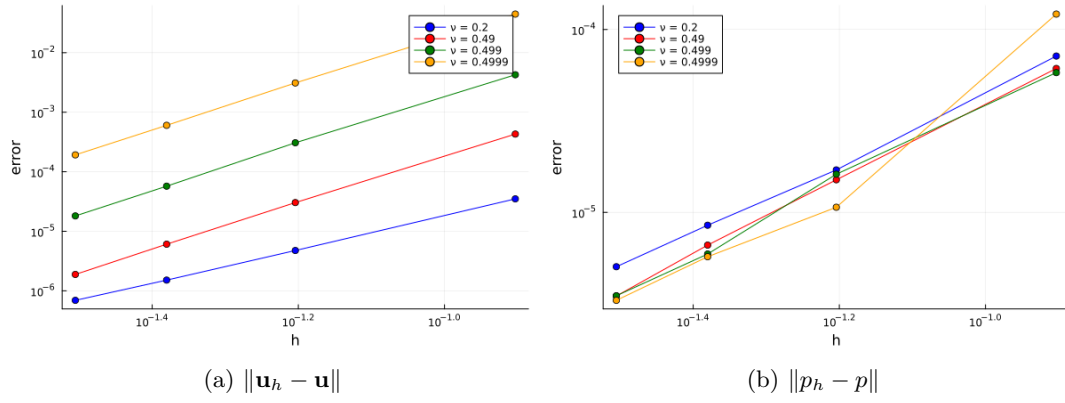 10⁻²
10⁻³
10⁻⁴
10⁻⁵
10⁻⁶
error
10⁻¹·⁴
10⁻¹·²
10⁻¹·⁰
h
ν = 0.2
ν = 0.49
ν = 0.499
ν = 0.4999
(a) ‖𝐮ₕ − 𝐮‖
10⁻⁴
10⁻⁵
error
10⁻¹·⁴
10⁻¹·²
10⁻¹·⁰
h
ν = 0.2
ν = 0.49
ν = 0.499
ν = 0.4999
(b) ‖pₕ − p‖